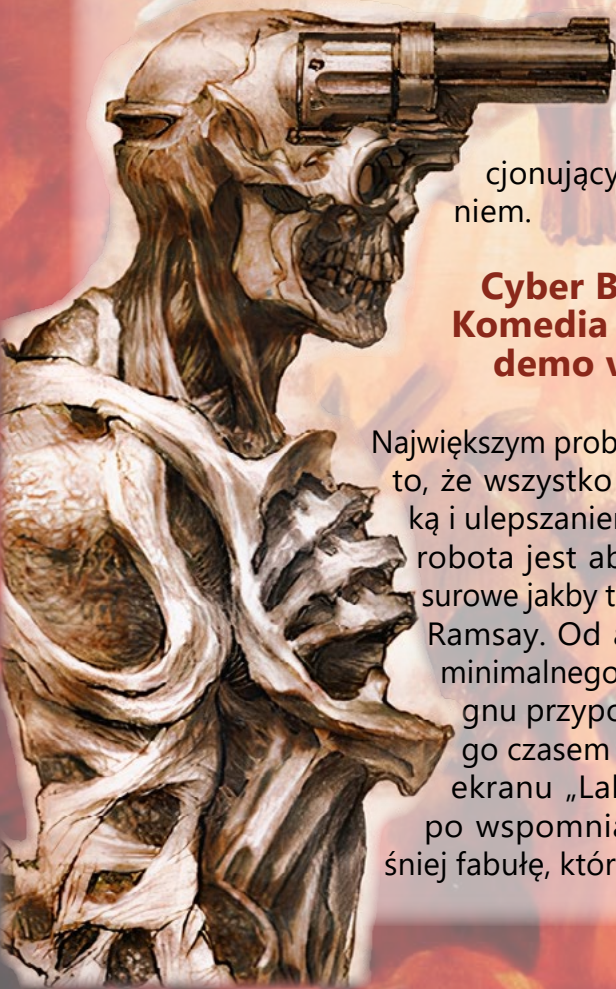 cjonujący
niem.
Cyber B
Komedia
demo w
Największym prob
to, że wszystko
ką i ulepszanie
robota jest ab
surowe jakby t
Ramsay. Od a
minimalnego
gnu przypo
go czasem
ekranu „Lal
po wspomnia
śniej fabułę, któr